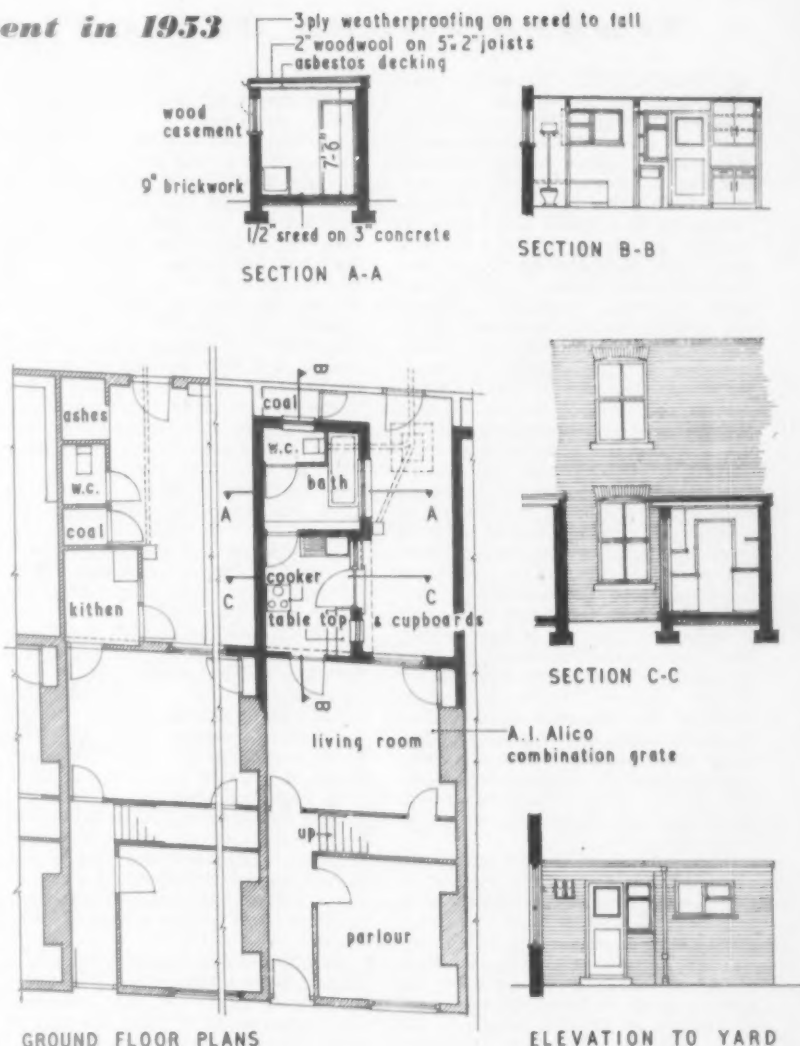 ent in 1953
3ply weatherproofing on sreed to fall
2"woodwool on 5"x2"joists
asbestos decking
wood
casement
7'-6"
9" brickwork
1/2"sreed on 3"concrete
SECTION A-A
SECTION B-B
B
coal
ashes
w.c.
w.c.
bath
A
A
coal
cooker
C
C
kithen
table top & cupboards
B
SECTION C-C
living room
A.I. Alico
combination grate
up
parlour
GROUND FLOOR PLANS
ELEVATION TO YARD